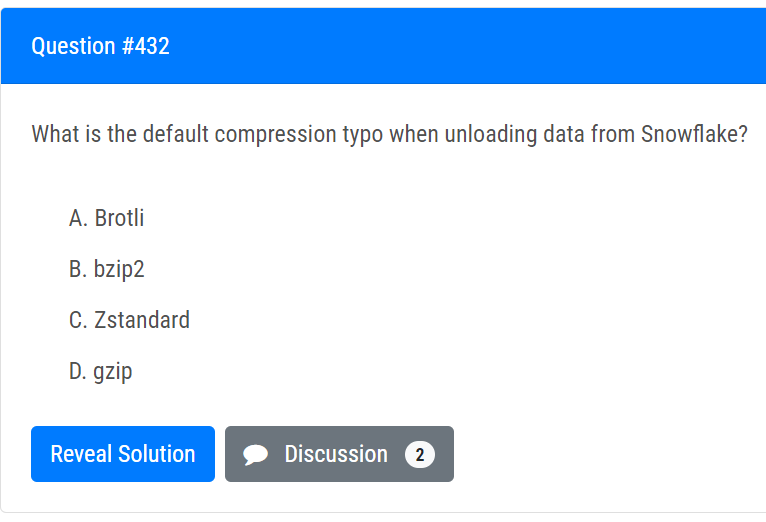 Question #432
What is the default compression typo when unloading data from Snowflake?
A. Brotli
B. bzip2
C. Zstandard
D. gzip
Reveal Solution
Discussion 2